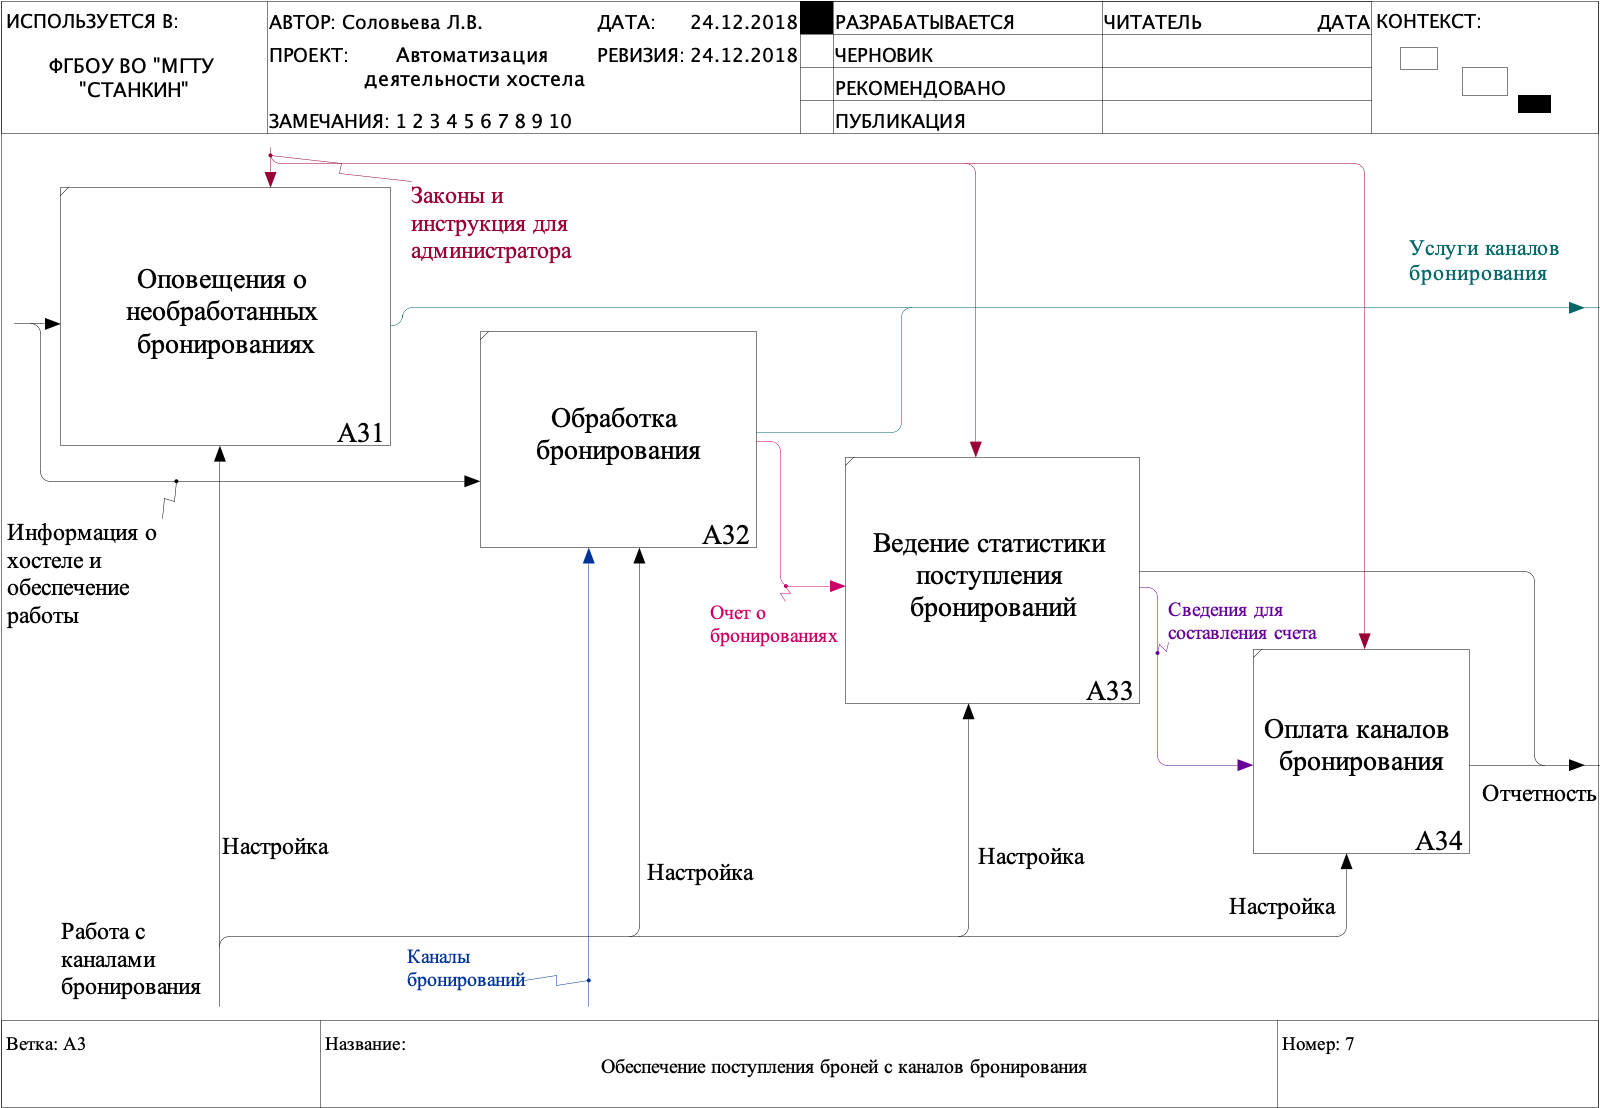 ИСПОЛЬЗУЕТСЯ В:
ФГБОУ ВО "МГТУ
"СТАНКИН"
АВТОР: Соловьева Л.В.
ДАТА: 24.12.2018
ПРОЕКТ: Автоматизация
деятельности хостела
РЕВИЗИЯ: 24.12.2018
ЗАМЕЧАНИЯ: 1 2 3 4 5 6 7 8 9 10
РАЗРАБАТЫВАЕТСЯ
ЧЕРНОВИК
РЕКОМЕНДОВАНО
ПУБЛИКАЦИЯ
ЧИТАТЕЛЬ
ДАТА
КОНТЕКСТ:
Законы и
инструкция для
администратора
Услуги каналов
бронирования
Оповещения о
необработанных
бронированиях
A31
Обработка
бронирования
A32
Информация о
хостеле и
обеспечение
работы
Ведение статистики
поступления
бронирований
A33
Очет о
бронированиях
Сведения для
составления счета
Оплата каналов
бронирования
A34
Отчетность
Настройка
Настройка
Настройка
Настройка
Работа с
каналами
бронирования
Каналы
бронирований
Ветка: A3
Название:
Обеспечение поступления броней с каналов бронирования
Номер: 7